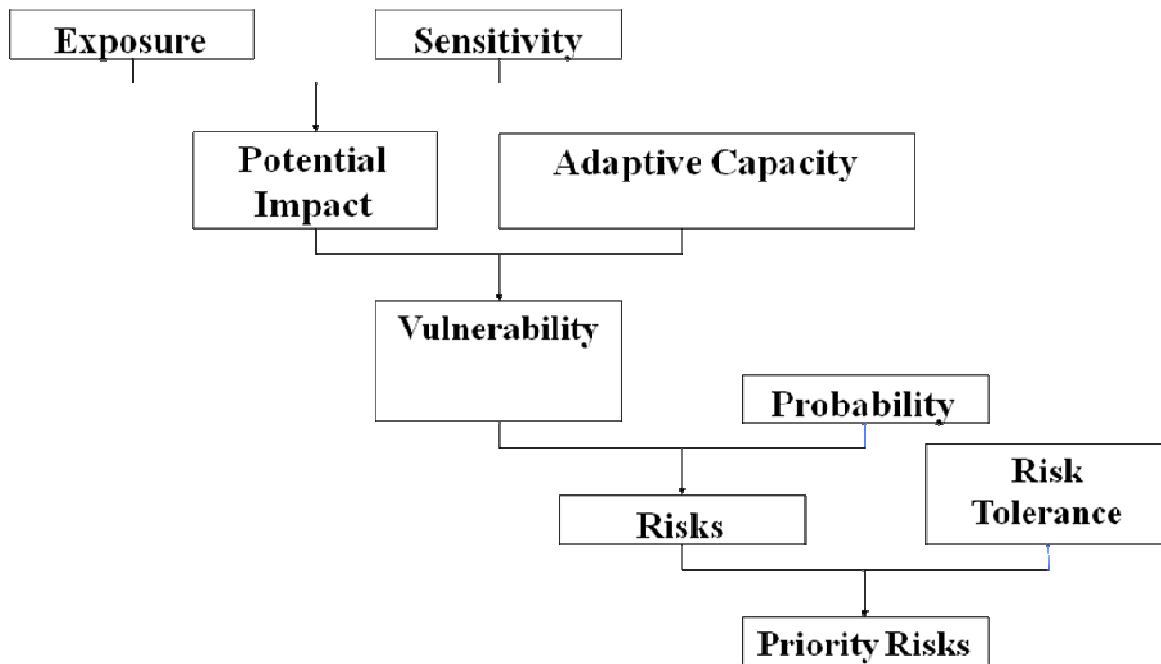 Exposure
Sensitivity
Potential
Impact
Adaptive Capacity
Vulnerability
Probability
Risk
Tolerance
Risks
Priority Risks